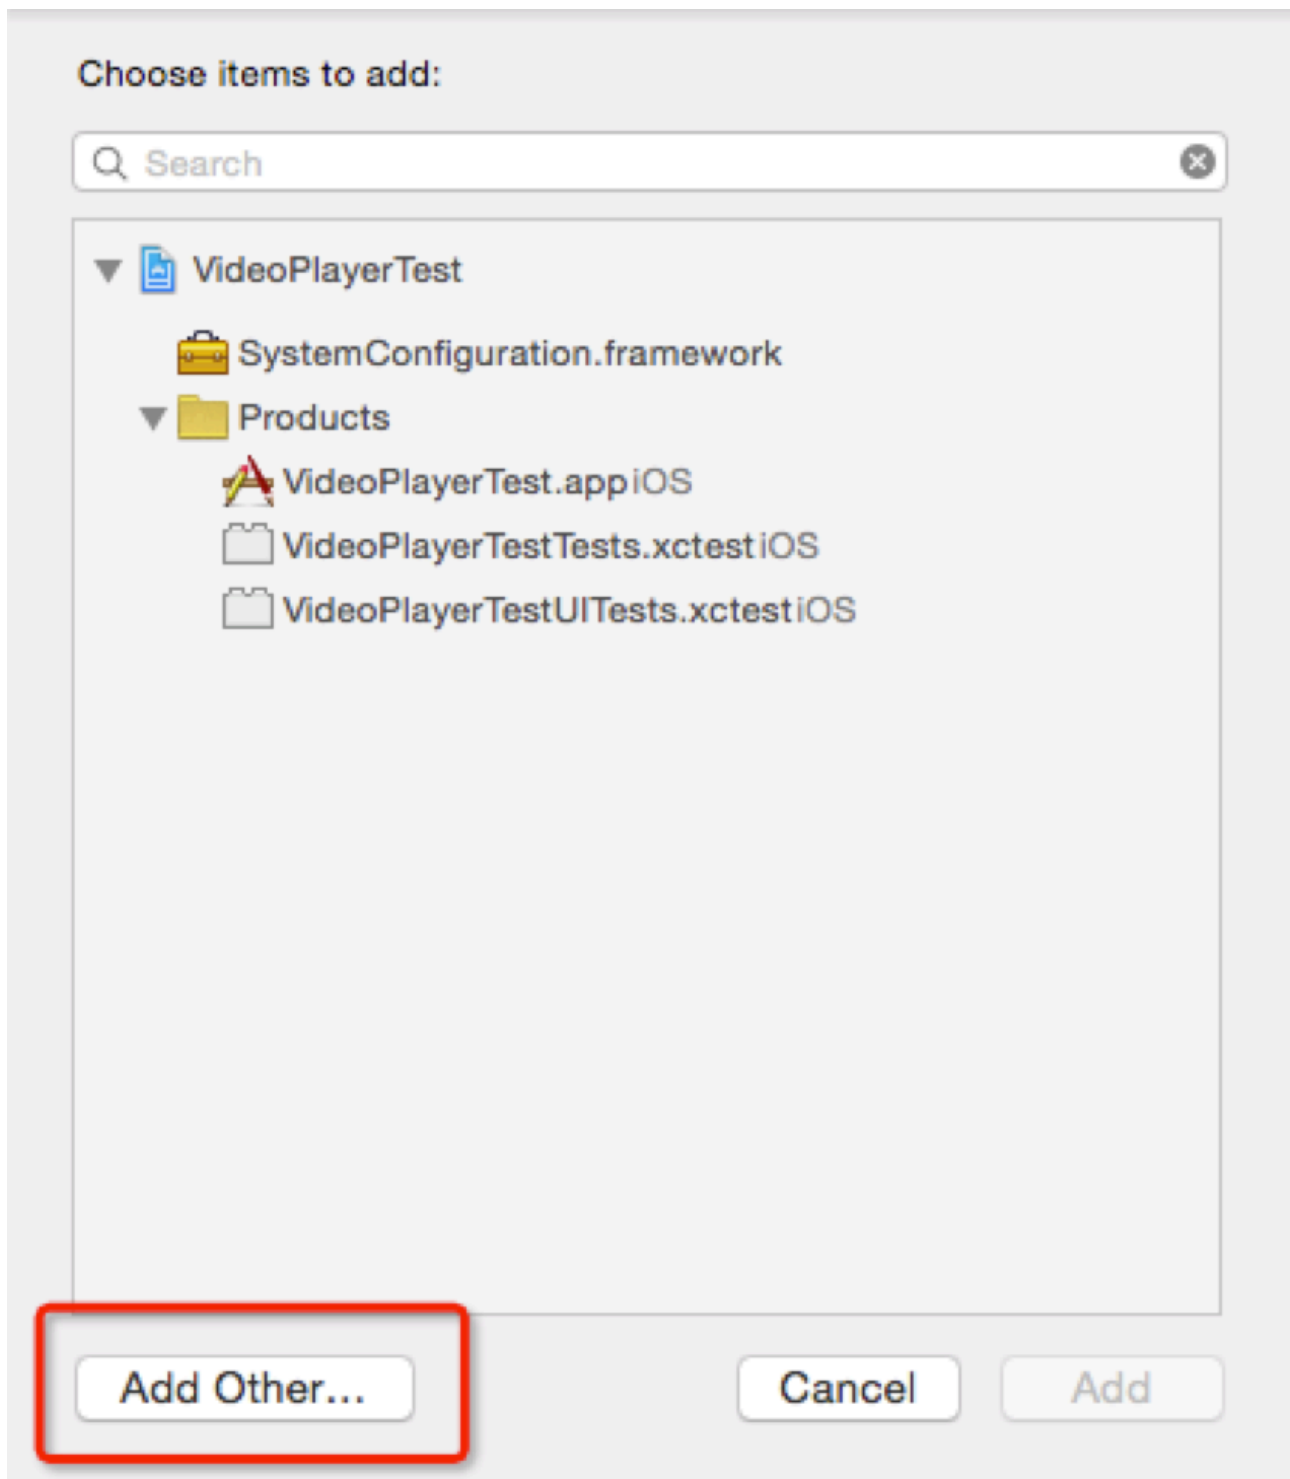 Choose items to add:
Search
VideoPlayerTest
SystemConfiguration.framework
Products
VideoPlayerTest.app iOS
VideoPlayerTestTests.xctest iOS
VideoPlayerTestUITests.xctest iOS
Add Other...
Cancel
Add